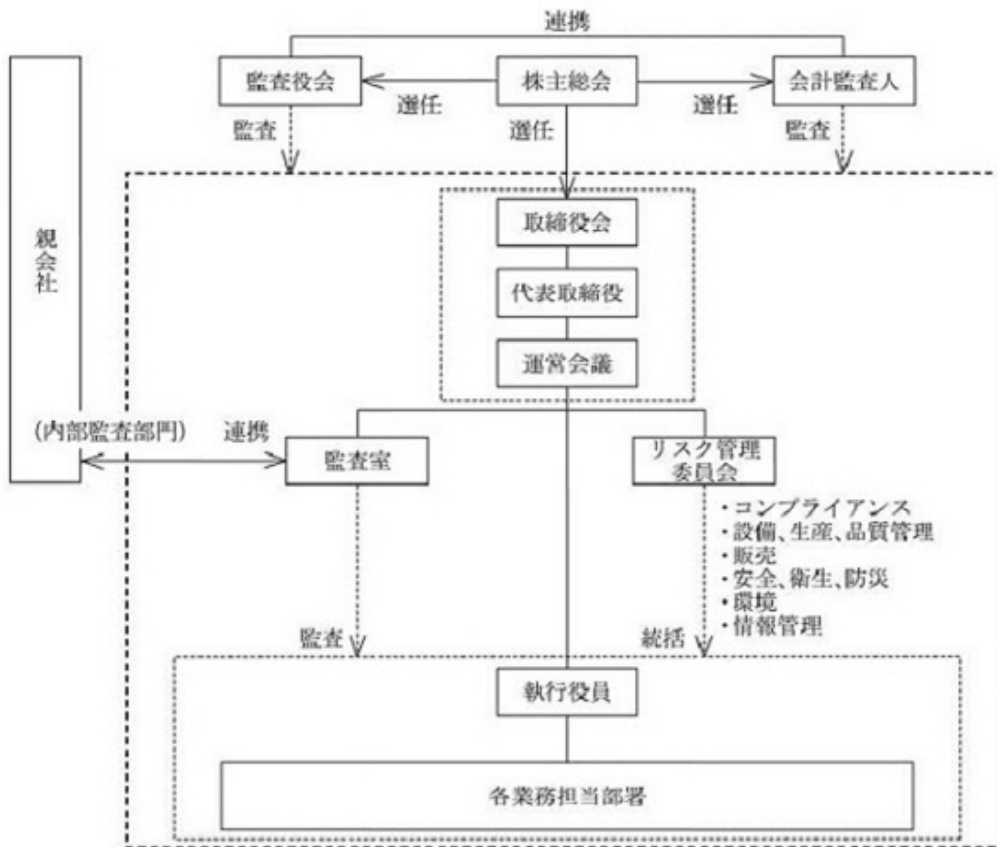 連携
監査役会
株主総会
会計監査人
選任
選任
監査
選任
監査
親会社
取締役会
代表取締役
運営会議
(内部監査部門)
連携
監査室
リスク管理
委員会
・コンプライアンス
・設備、生産、品質管理
・販売
・安全、衛生、防災
・環境
・情報管理
監査
統括
執行役員
各業務担当部署